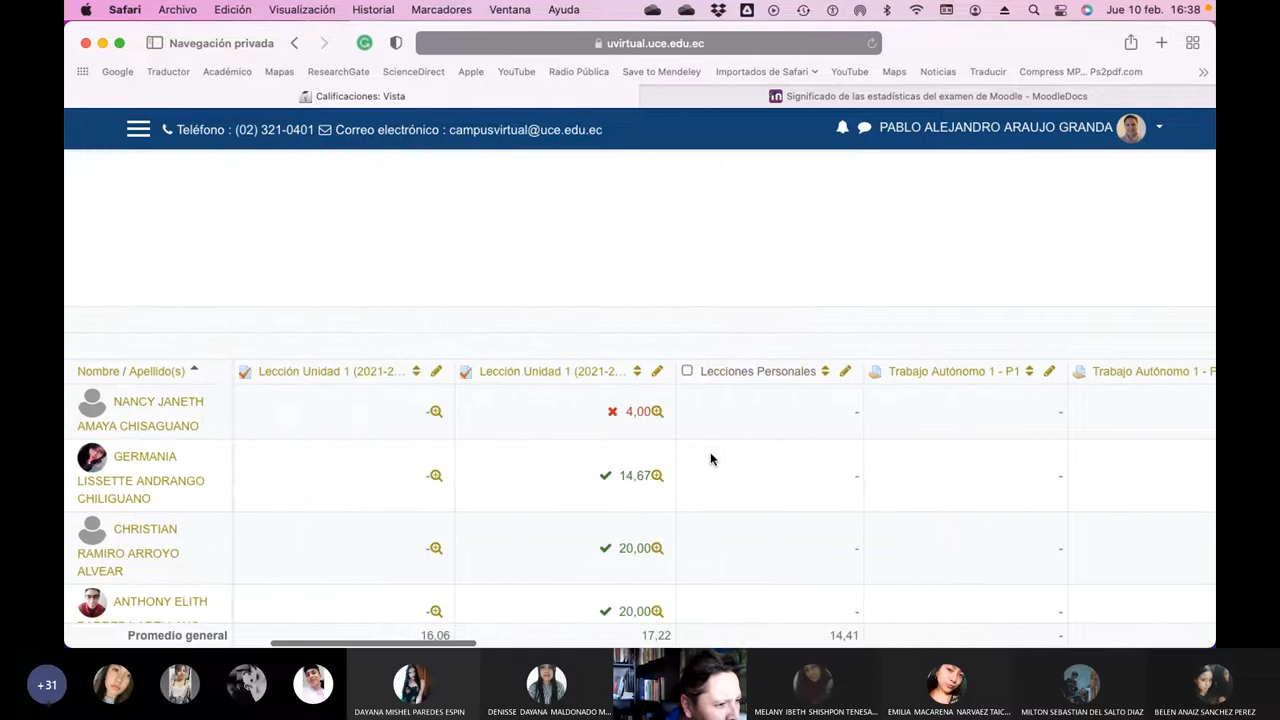 Safari Archivo Edición Visualización Historial Marcadores Ventana Ayuda Jue 10 feb. 16:38
Navegación privada uvirtual.uce.edu.ec
Google Traductor Académico Mapas ResearchGate ScienceDirect Apple YouTube Radio Pública Save to Mendeley Importados de Safari YouTube Maps Noticias Traducir Compress MP... Ps2pdf.com
Calificaciones: Vista Significado de las estadísticas del examen de Moodle - MoodleDocs
Teléfono : (02) 321-0401 Correo electrónico : campusvirtual@uce.edu.ec PABLO ALEJANDRO ARAUJO GRANDA
Nombre / Apellido(s) Lección Unidad 1 (2021-2... Lección Unidad 1 (2021-2... Lecciones Personales Trabajo Autónomo 1 - P1 Trabajo Autónomo 1 - P
NANCY JANETH
AMAYA CHISAGUANO
- 4,00 - - -
GERMANIA
LISSETTE ANDRANGO
CHILIGUANO
- 14,67 - - -
CHRISTIAN
RAMIRO ARROYO
ALVEAR
- 20,00 - -
ANTHONY ELITH
- 20,00 - -
Promedio general 16,06 17,22 14,41 -
+31 DAYANA MISHEL PAREDES ESPIN DENISSE DAYANA MALDONADO M... MELANY IBETH SHISHPON TENESA... EMILIA MACARENA NARVAEZ TAIC... MILTON SEBASTIAN DEL SALTO DIAZ BELEN ANAIZ SANCHEZ PEREZ